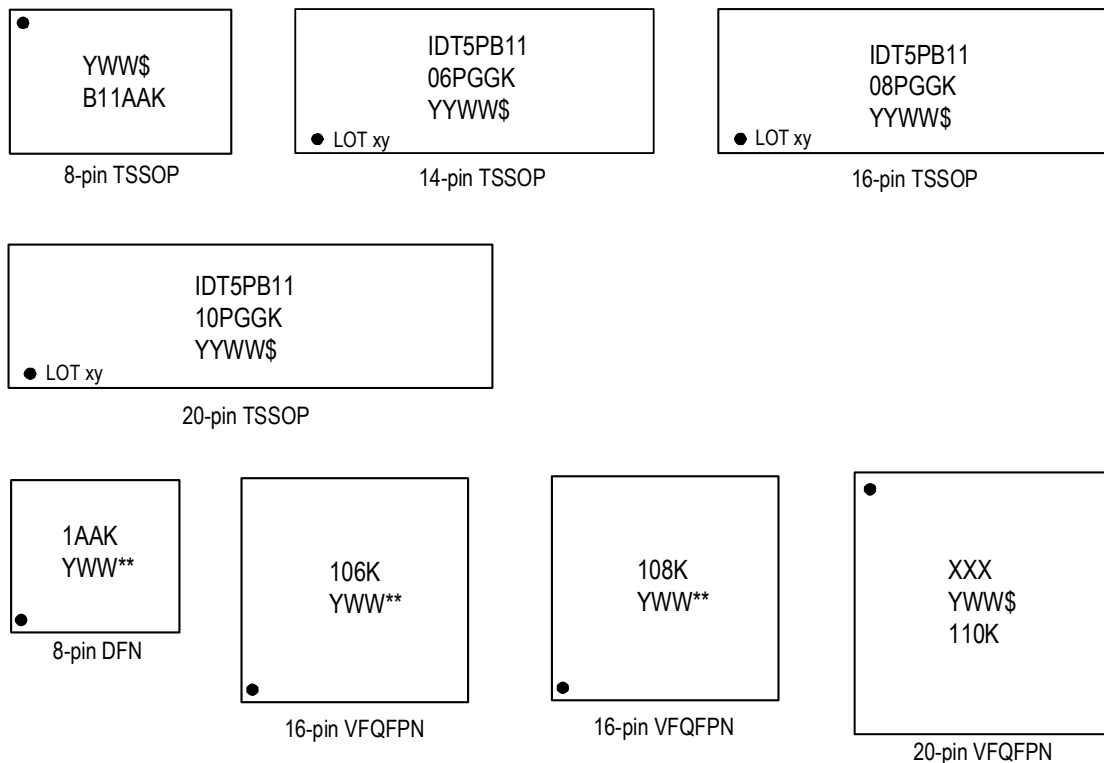 YWW$
B11AAK
8-pin TSSOP
IDT5PB11
06PGGK
YYWW$
LOT xy
14-pin TSSOP
IDT5PB11
08PGGK
YYWW$
LOT xy
16-pin TSSOP
IDT5PB11
10PGGK
YYWW$
LOT xy
20-pin TSSOP
1AAK
YWW**
8-pin DFN
106K
YWW**
16-pin VFQFPN
108K
YWW**
16-pin VFQFPN
XXX
YWW$
110K
20-pin VFQFPN